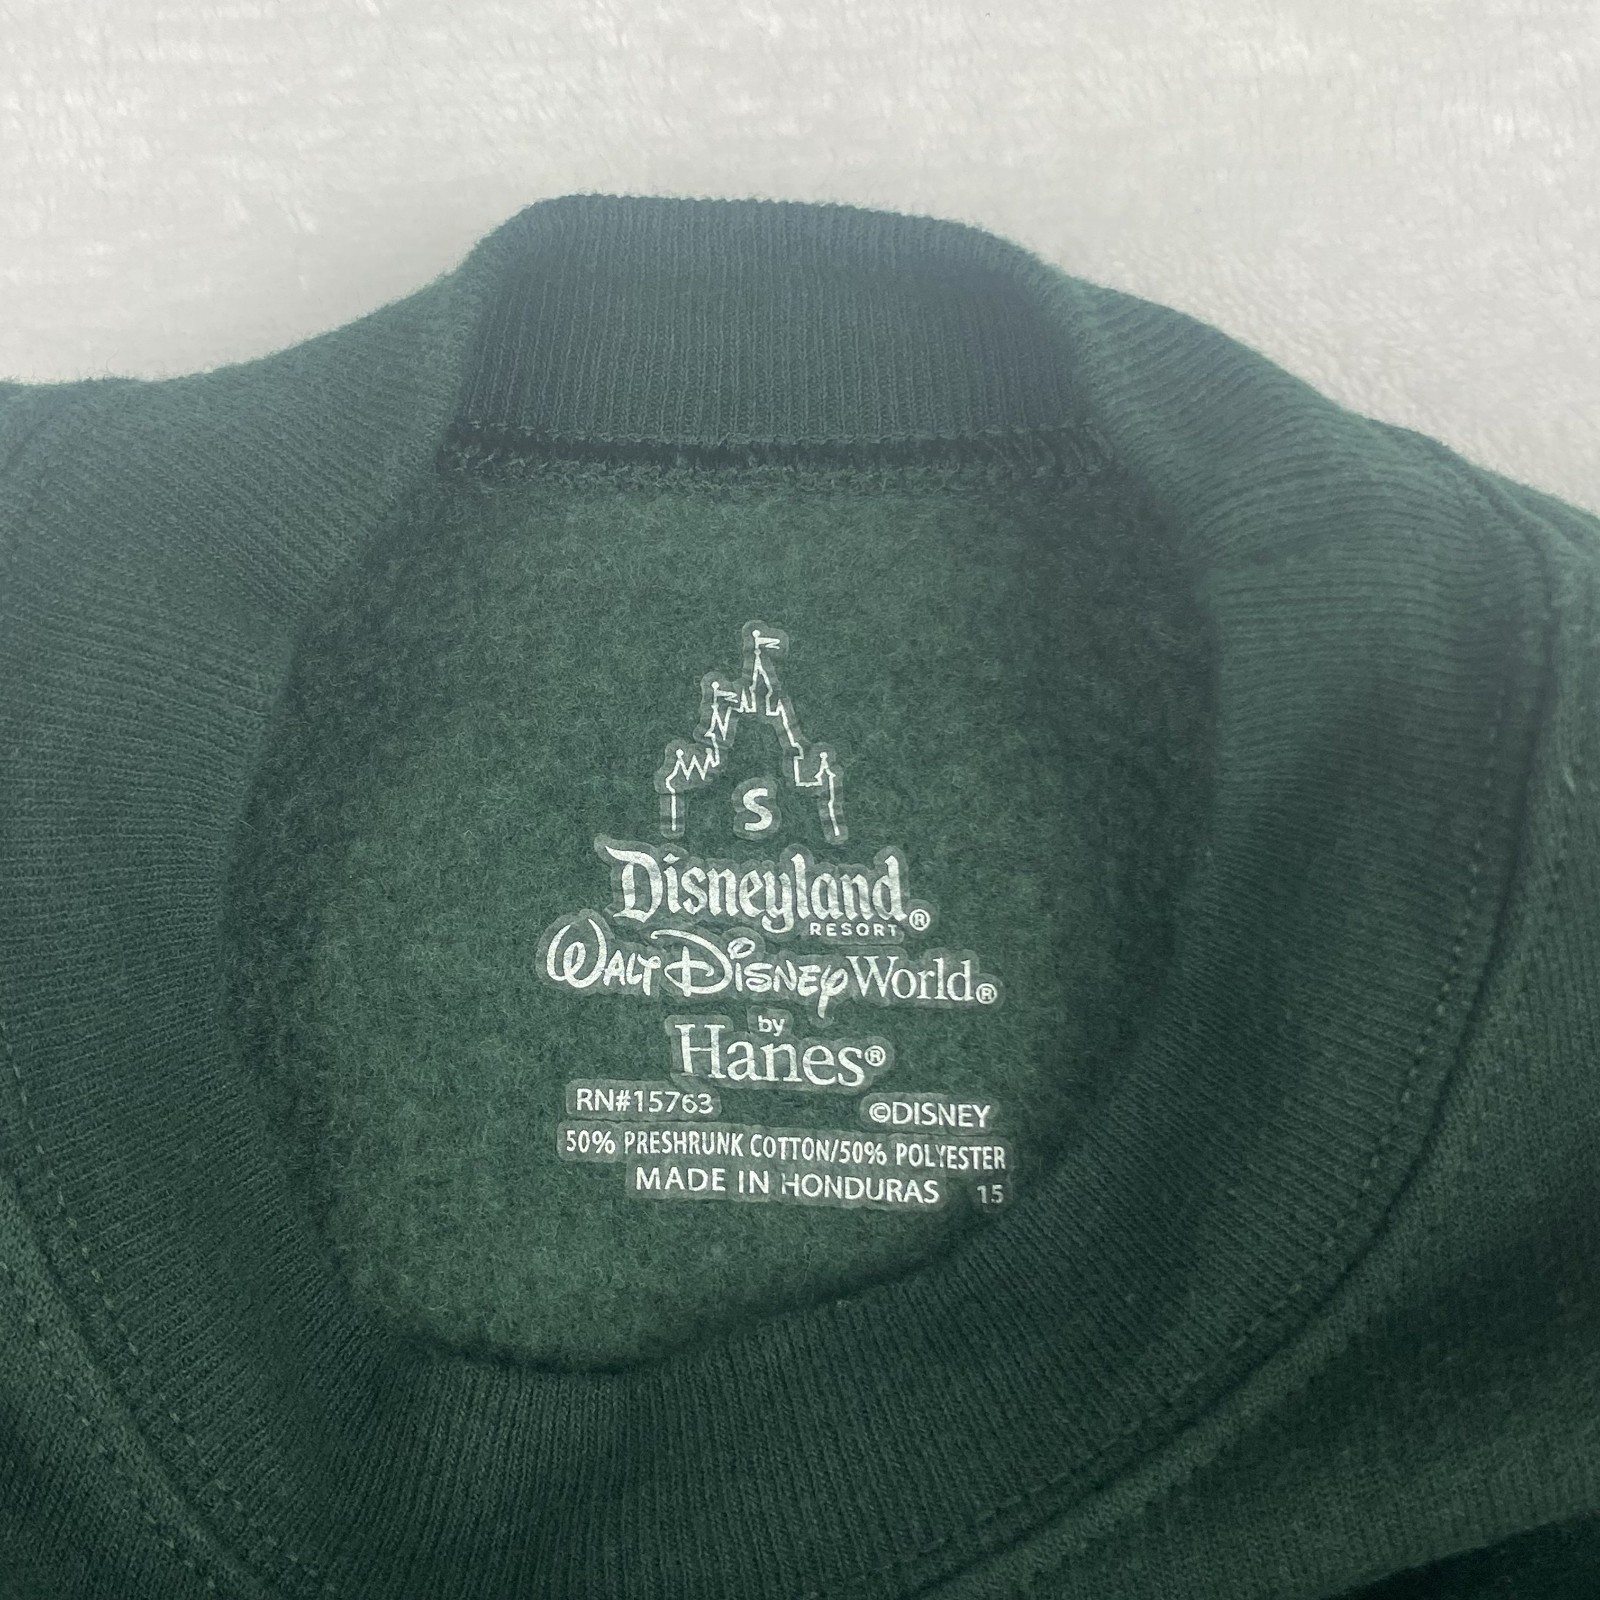 S
Disneyland®
RESORT
WALT DISNEY World®
by
Hanes®
RN#15763 ©DISNEY
50% PRESHRUNK COTTON/50% POLYESTER
MADE IN HONDURAS 15